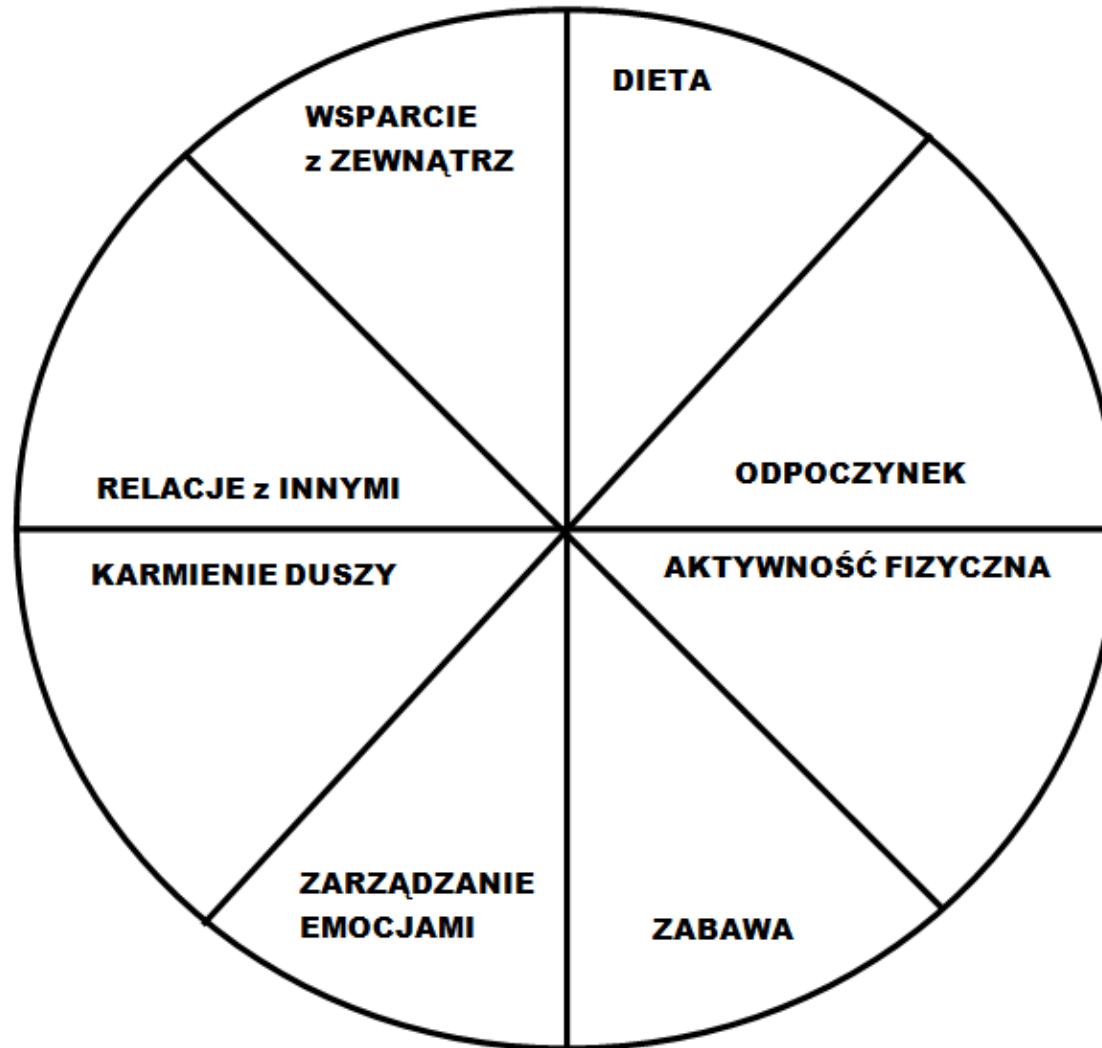 DIETA
WSPARCIE
z ZEWNĄTRZ
ODPOCZYNEK
RELACJE z INNYMI
AKTYWNOŚĆ FIZYCZNA
KARMIENIE DUSZY
ZARZĄDZANIE
EMOCJAMI
ZABAWA